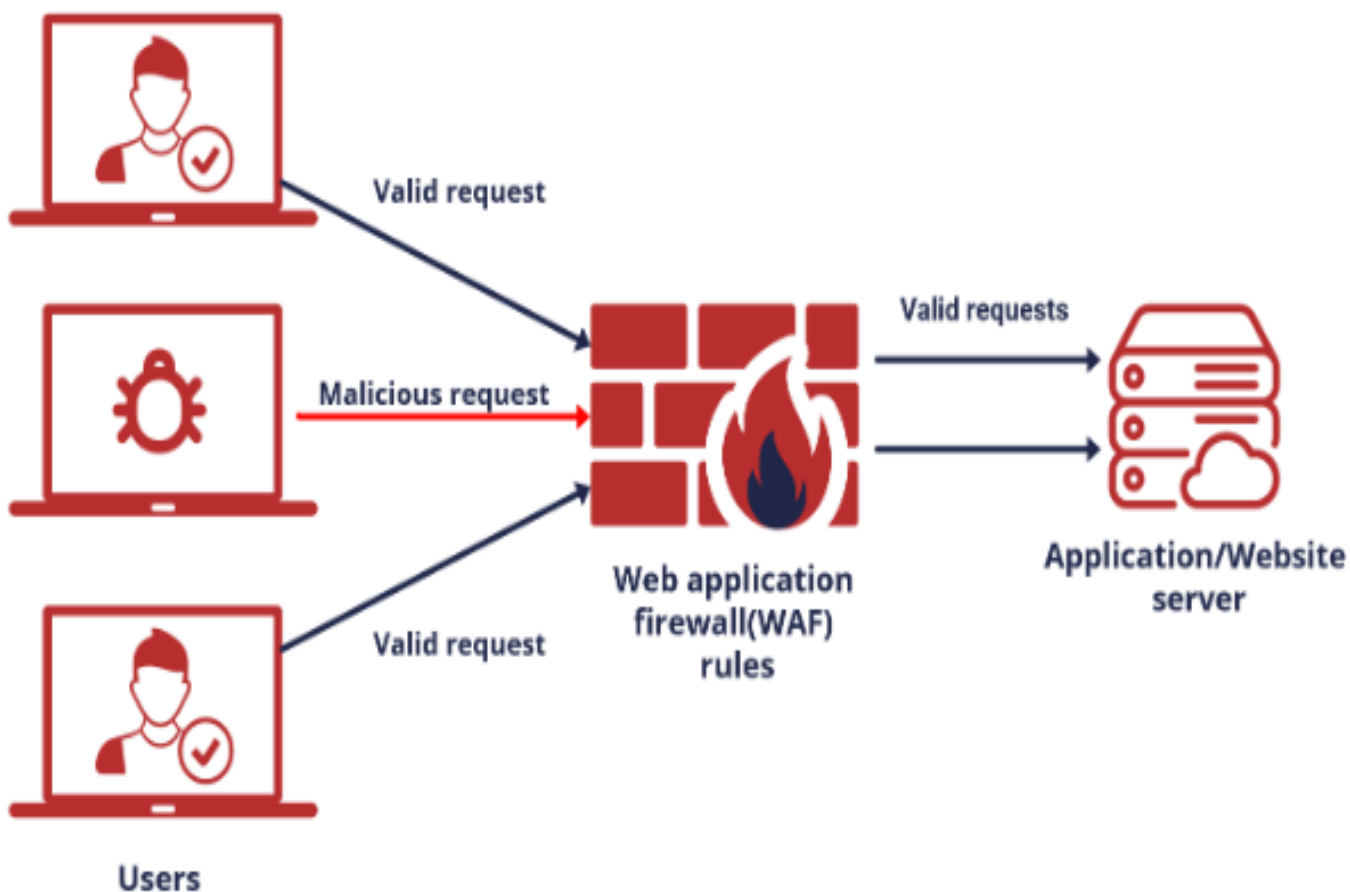 Valid request
Valid requests
Malicious request
Application/Website
server
Web application
firewall(WAF)
rules
Valid request
Users